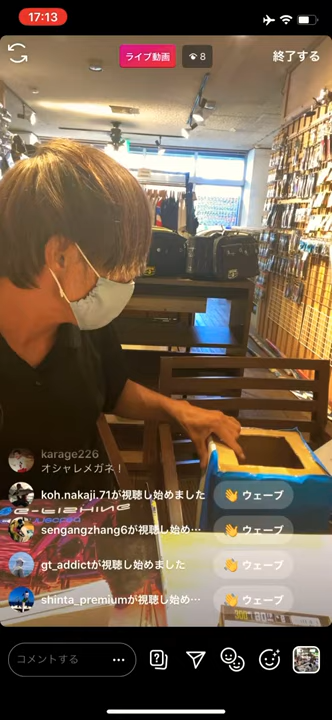 17:13
ライブ動画
8
終了する
karage226
オシャレメガネ！
koh.nakaji.71が視聴し始めました
ウェーブ
sengangzhang6が視聴し始め…
ウェーブ
gt_addictが視聴し始めました
ウェーブ
shinta_premiumが視聴し始め…
ウェーブ
コメントする